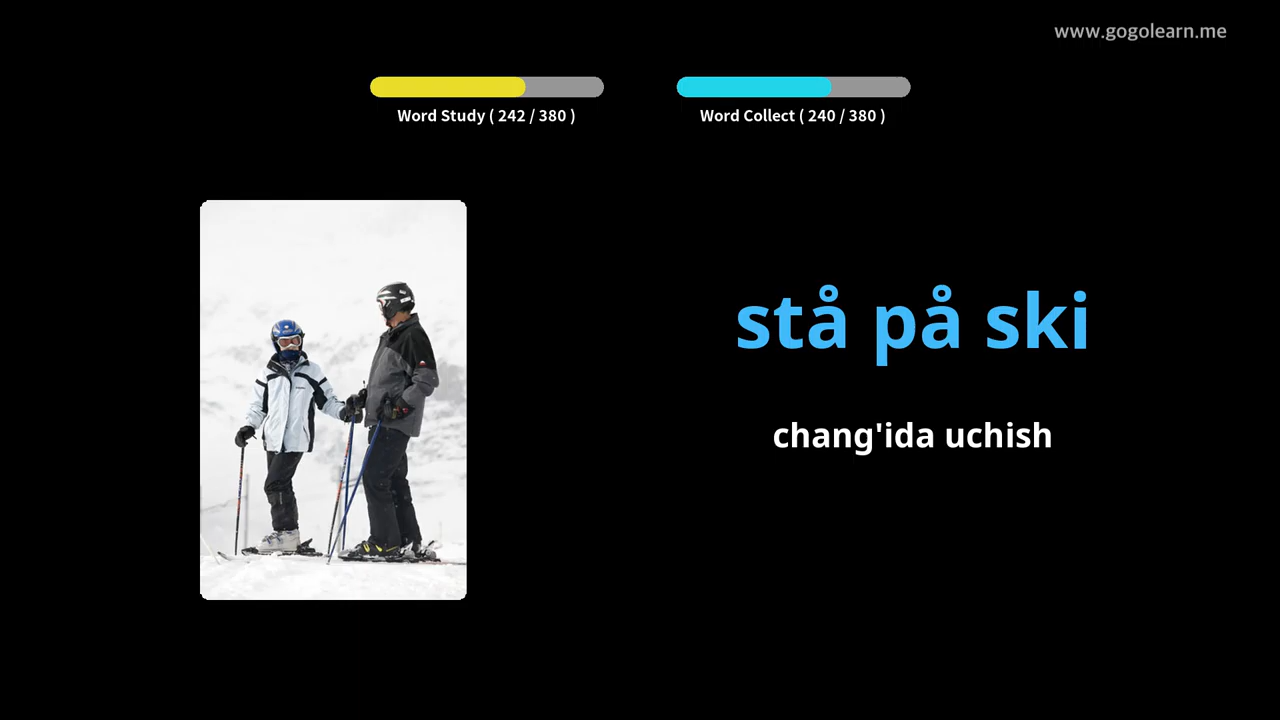 www.gogolearn.me
Word Study ( 242 / 380 )
Word Collect ( 240 / 380 )
stå på ski
chang'ida uchish